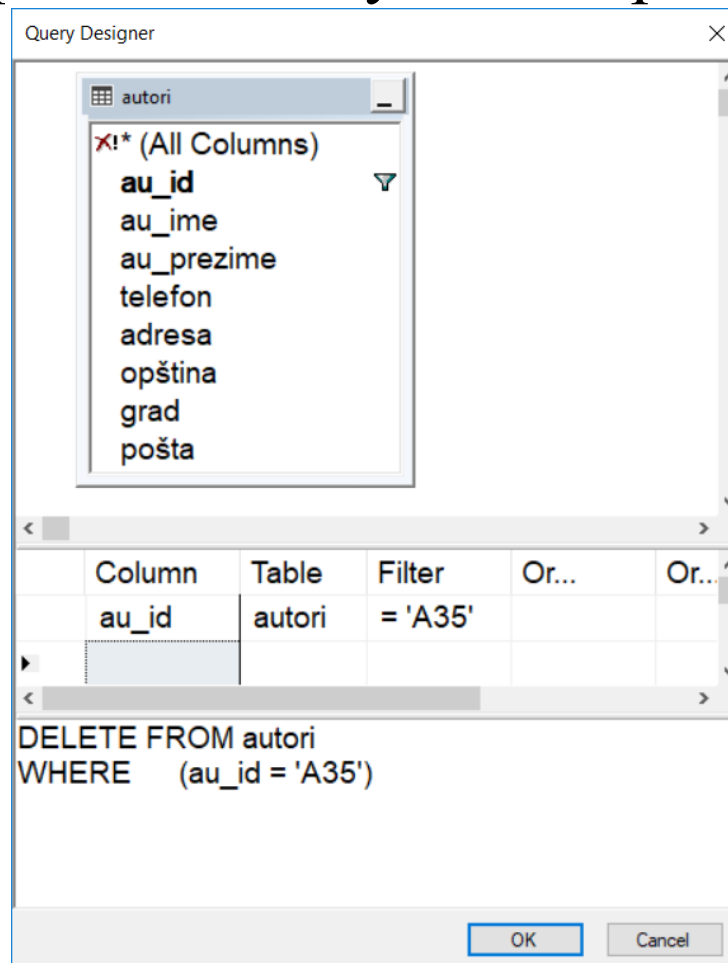 Query Designer
autori
* (All Columns)
au_id
au_ime
au_prezime
telefon
adresa
opština
grad
pošta
Column Table Filter Or... Or...
au_id autori = 'A35'
DELETE FROM autori
WHERE (au_id = 'A35')
OK Cancel